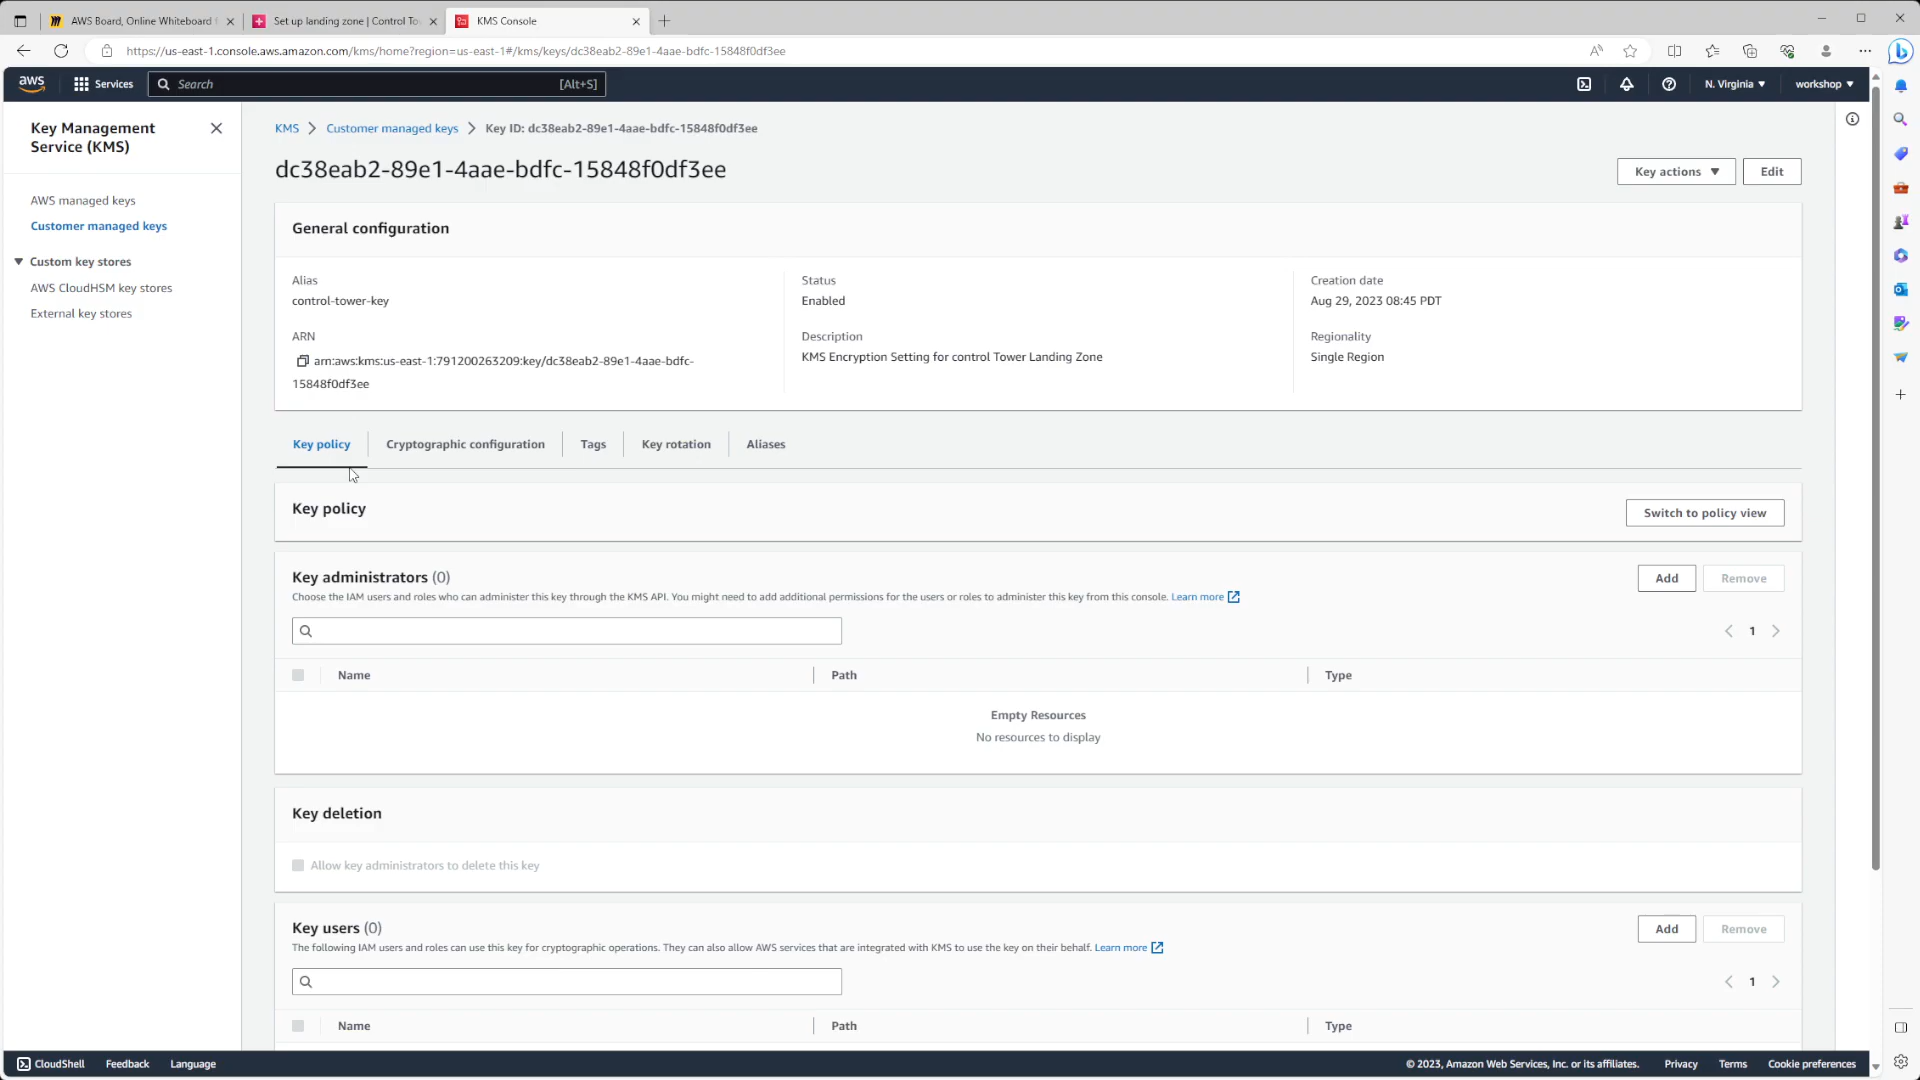 AWS Board, Online Whiteboard f
Set up landing zone | Control To
KMS Console
https://us-east-1.console.aws.amazon.com/kms/home?region=us-east-1#/kms/keys/dc38eab2-89e1-4aae-bdfc-15848f0df3ee
aws
Services
Search
[Alt+S]
N. Virginia
workshop
Key Management
Service (KMS)
AWS managed keys
Customer managed keys
Custom key stores
AWS CloudHSM key stores
External key stores
KMS
Customer managed keys
Key ID: dc38eab2-89e1-4aae-bdfc-15848f0df3ee
dc38eab2-89e1-4aae-bdfc-15848f0df3ee
Key actions
Edit
General configuration
Alias
control-tower-key
ARN
arn:aws:kms:us-east-1:791200263209:key/dc38eab2-89e1-4aae-bdfc-
15848f0df3ee
Status
Enabled
Description
KMS Encryption Setting for control Tower Landing Zone
Creation date
Aug 29, 2023 08:45 PDT
Regionality
Single Region
Key policy
Cryptographic configuration
Tags
Key rotation
Aliases
Key policy
Switch to policy view
Key administrators (0)
Add
Remove
Choose the IAM users and roles who can administer this key through the KMS API. You might need to add additional permissions for the users or roles to administer this key from this console. Learn more
1
Name
Path
Type
Empty Resources
No resources to display
Key deletion
Allow key administrators to delete this key
Key users (0)
Add
Remove
The following IAM users and roles can use this key for cryptographic operations. They can also allow AWS services that are integrated with KMS to use the key on their behalf. Learn more
1
Name
Path
Type
CloudShell
Feedback
Language
© 2023, Amazon Web Services, Inc. or its affiliates.
Privacy
Terms
Cookie preferences